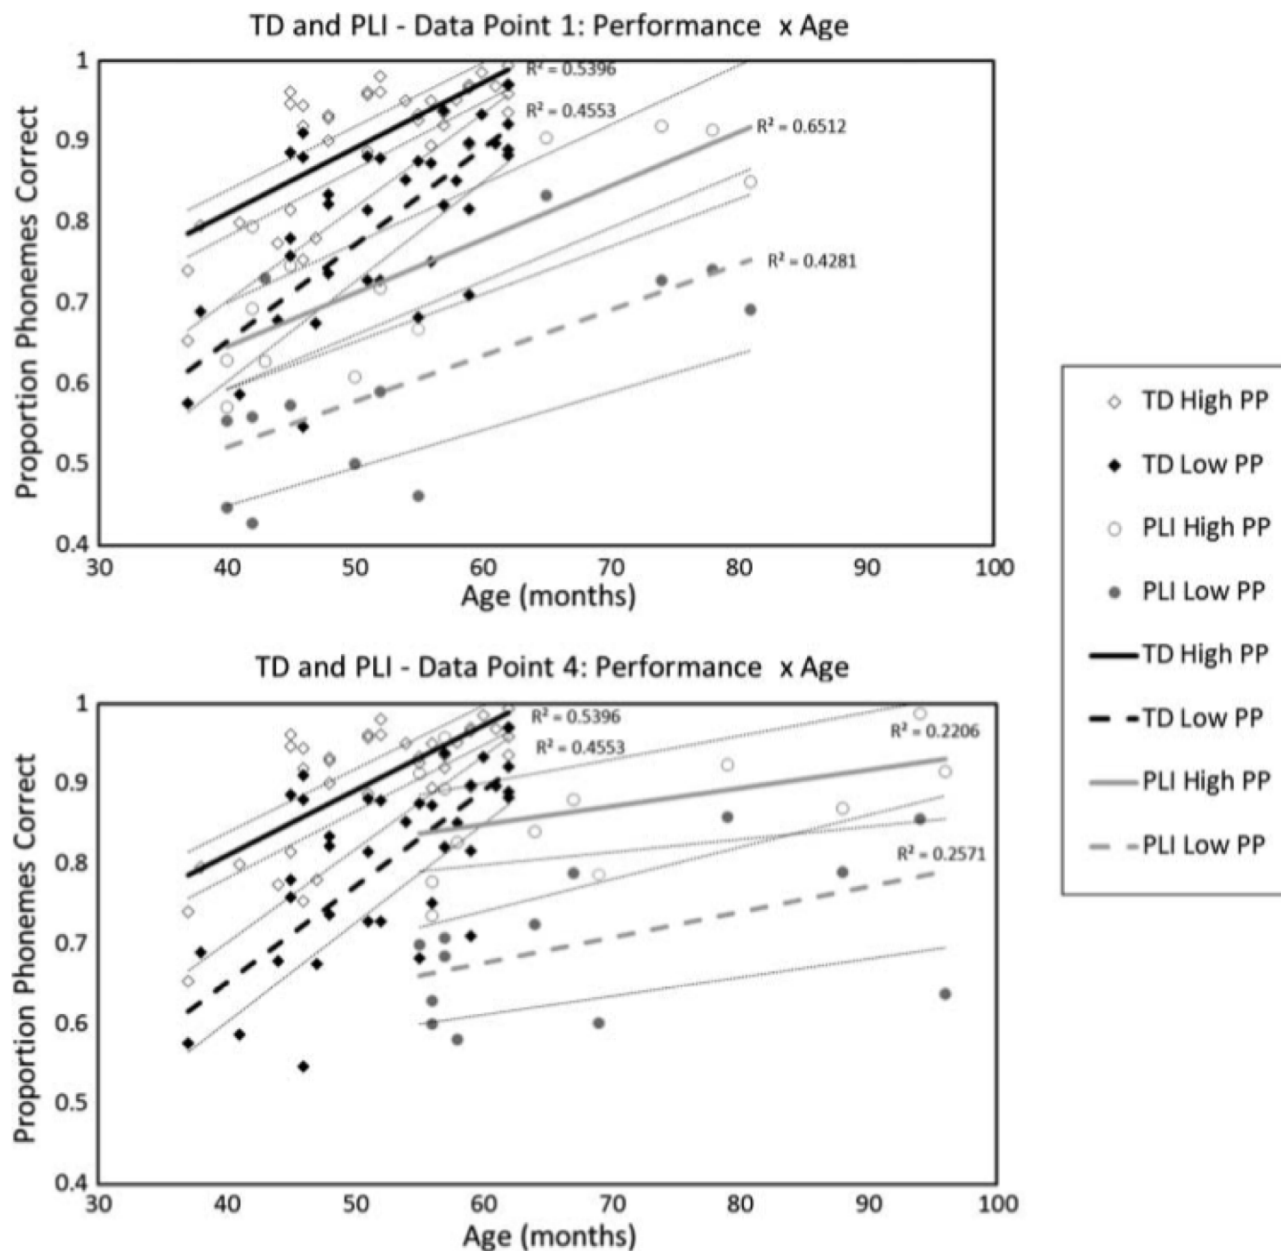 TD and PLI - Data Point 1: Performance x Age
Proportion Phonemes Correct
1
0.9
0.8
0.7
0.6
0.5
0.4
R² = 0.5396
R² = 0.4553
R² = 0.6512
R² = 0.4281
30 40 50 60 70 80 90 100
Age (months)
TD and PLI - Data Point 4: Performance x Age
Proportion Phonemes Correct
1
0.9
0.8
0.7
0.6
0.5
0.4
R² = 0.5396
R² = 0.2206
R² = 0.4553
R² = 0.2571
30 40 50 60 70 80 90 100
Age (months)
TD High PP
TD Low PP
PLI High PP
PLI Low PP
TD High PP
TD Low PP
PLI High PP
PLI Low PP